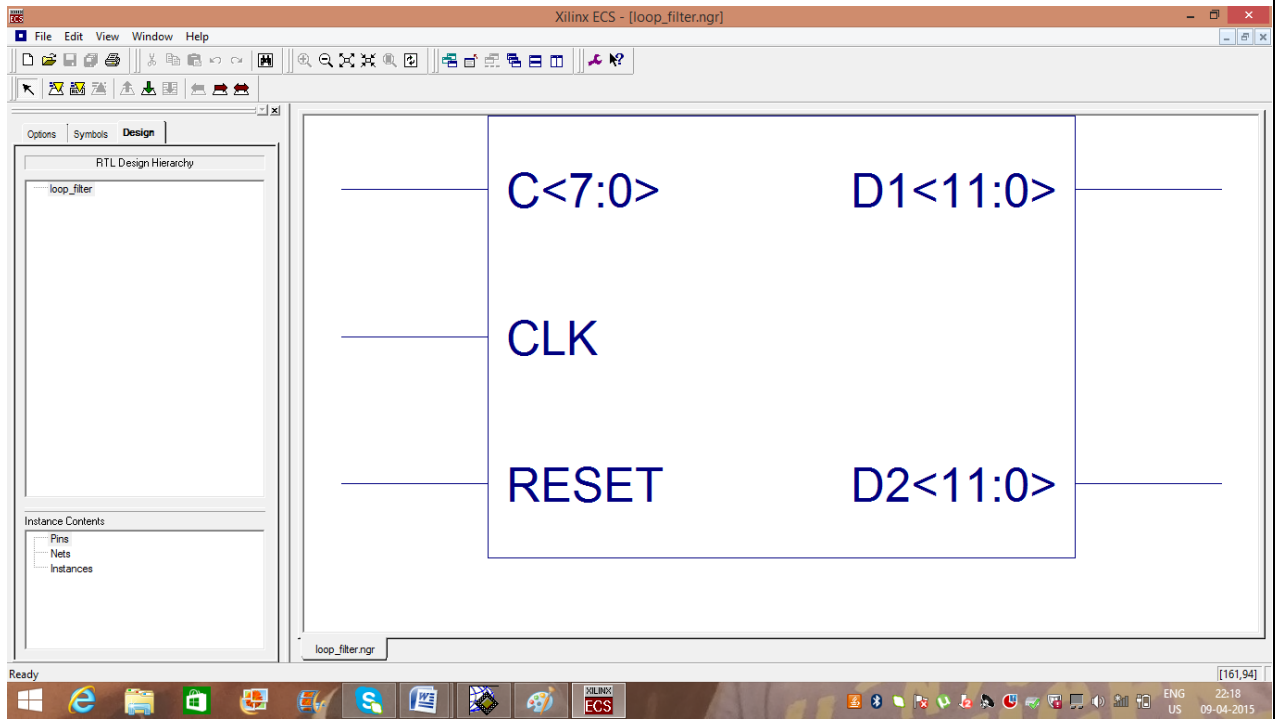 ECS
Xilinx ECS - [loop_filter.ngr]
File Edit View Window Help
Options Symbols Design
RTL Design Hierarchy
loop_filter
Instance Contents
Pins
Nets
Instances
C<7:0> D1<11:0>
CLK
RESET D2<11:0>
loop_filter.ngr
Ready [161,94]
XILINX
ECS
ENG 22:18
US 09-04-2015